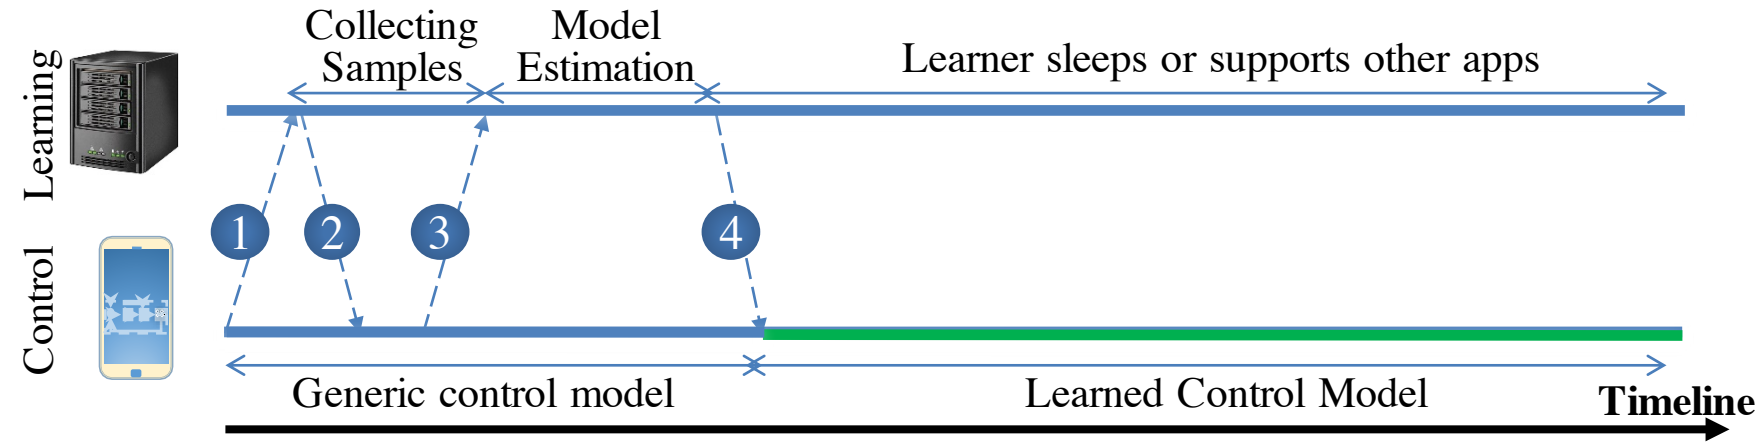 Collecting
Samples
Model
Estimation
Learner sleeps or supports other apps
Learning
1
2
3
4
Control
Generic control model
Learned Control Model
Timeline